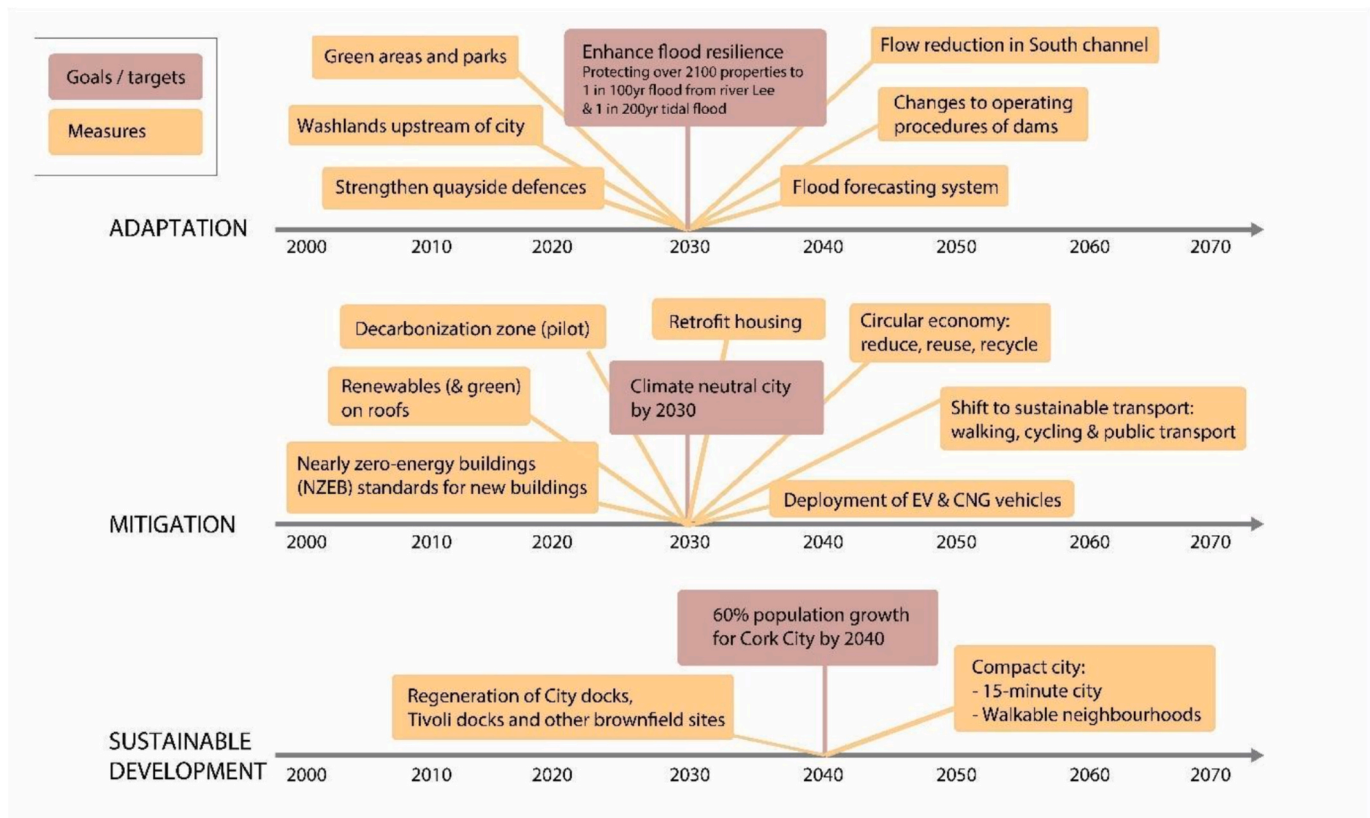 Goals / targets
Measures
Green areas and parks
Washlands upstream of city
Strengthen quayside defences
Enhance flood resilience
Protecting over 2100 properties to
1 in 100yr flood from river Lee
& 1 in 200yr tidal flood
Flow reduction in South channel
Changes to operating
procedures of dams
Flood forecasting system
ADAPTATION
2000 2010 2020 2030 2040 2050 2060 2070
Decarbonization zone (pilot)
Renewables (& green)
on roofs
Nearly zero-energy buildings
(NZEB) standards for new buildings
Retrofit housing
Climate neutral city
by 2030
Circular economy:
reduce, reuse, recycle
Shift to sustainable transport:
walking, cycling & public transport
Deployment of EV & CNG vehicles
MITIGATION
2000 2010 2020 2030 2040 2050 2060 2070
60% population growth
for Cork City by 2040
Regeneration of City docks,
Tivoli docks and other brownfield sites
Compact city:
- 15-minute city
- Walkable neighbourhoods
SUSTAINABLE
DEVELOPMENT
2000 2010 2020 2030 2040 2050 2060 2070